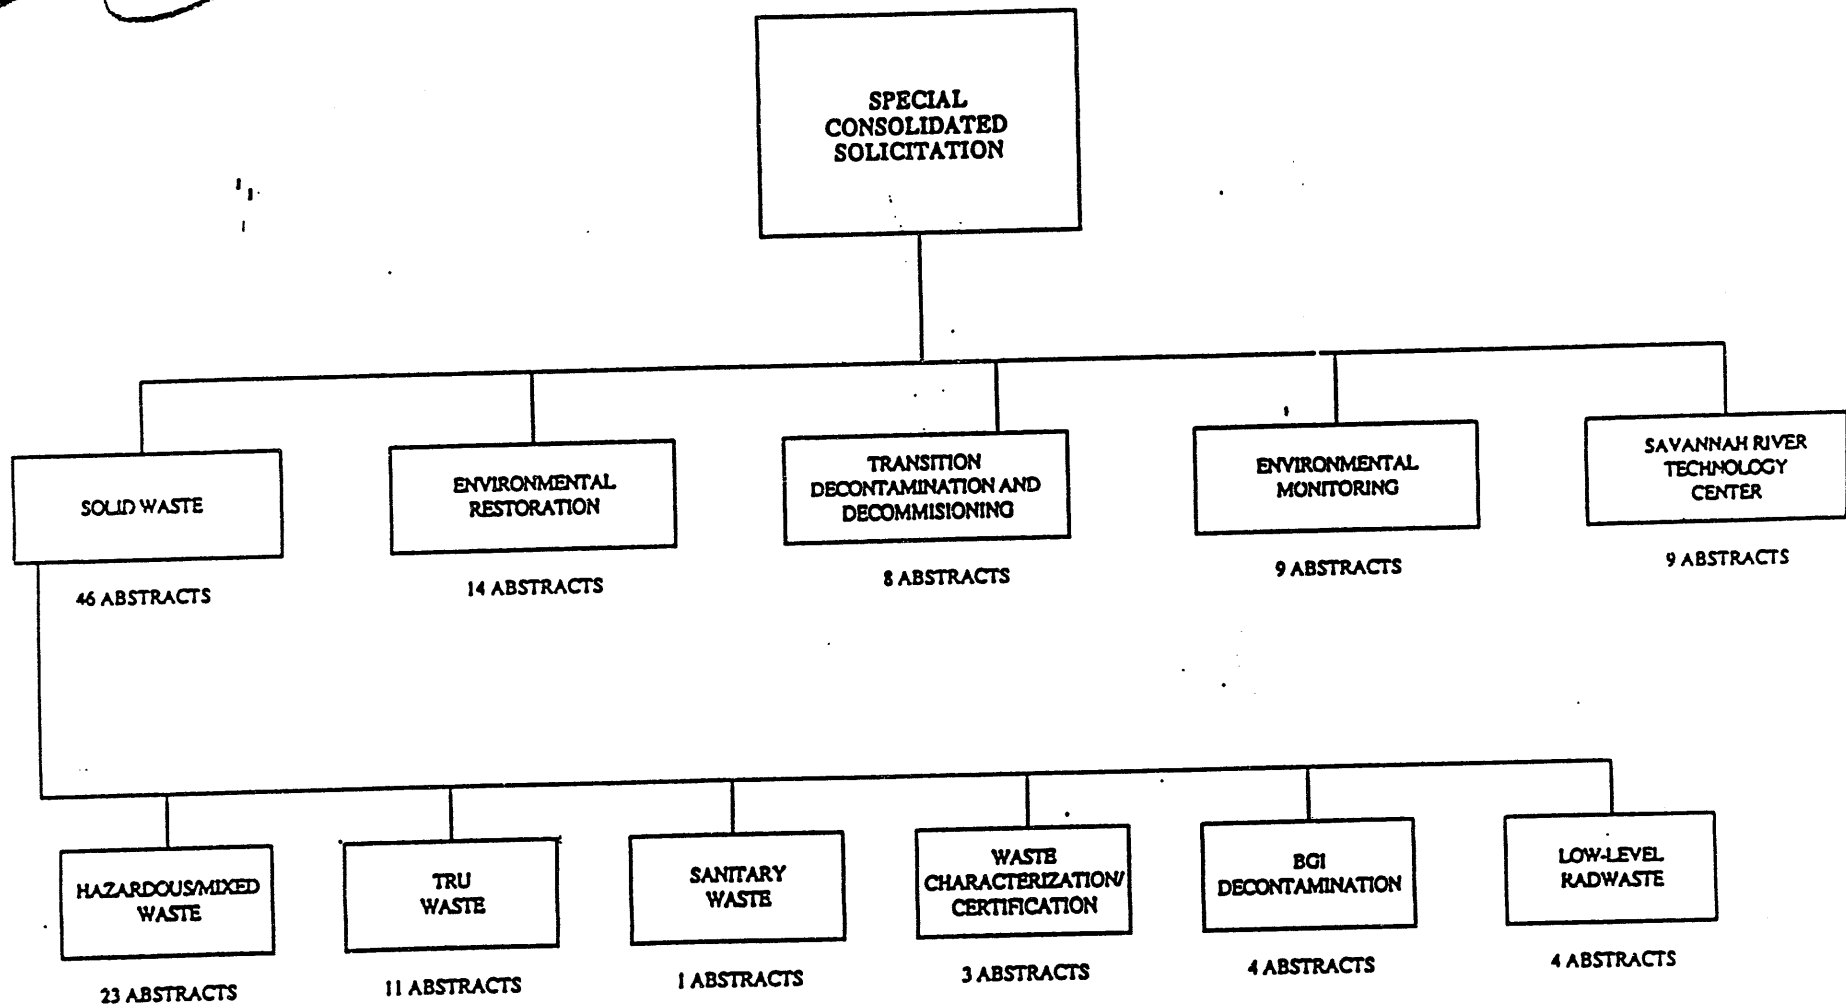 SPECIAL
CONSOLIDATED
SOLICITATION
SOLID WASTE
46 ABSTRACTS
ENVIRONMENTAL
RESTORATION
14 ABSTRACTS
TRANSITION
DECONTAMINATION AND
DECOMMISIONING
8 ABSTRACTS
ENVIRONMENTAL
MONITORING
9 ABSTRACTS
SAVANNAH RIVER
TECHNOLOGY
CENTER
9 ABSTRACTS
HAZARDOUS/MIXED
WASTE
23 ABSTRACTS
TRU
WASTE
11 ABSTRACTS
SANITARY
WASTE
1 ABSTRACTS
WASTE
CHARACTERIZATION/
CERTIFICATION
3 ABSTRACTS
BGI
DECONTAMINATION
4 ABSTRACTS
LOW-LEVEL
RADWASTE
4 ABSTRACTS